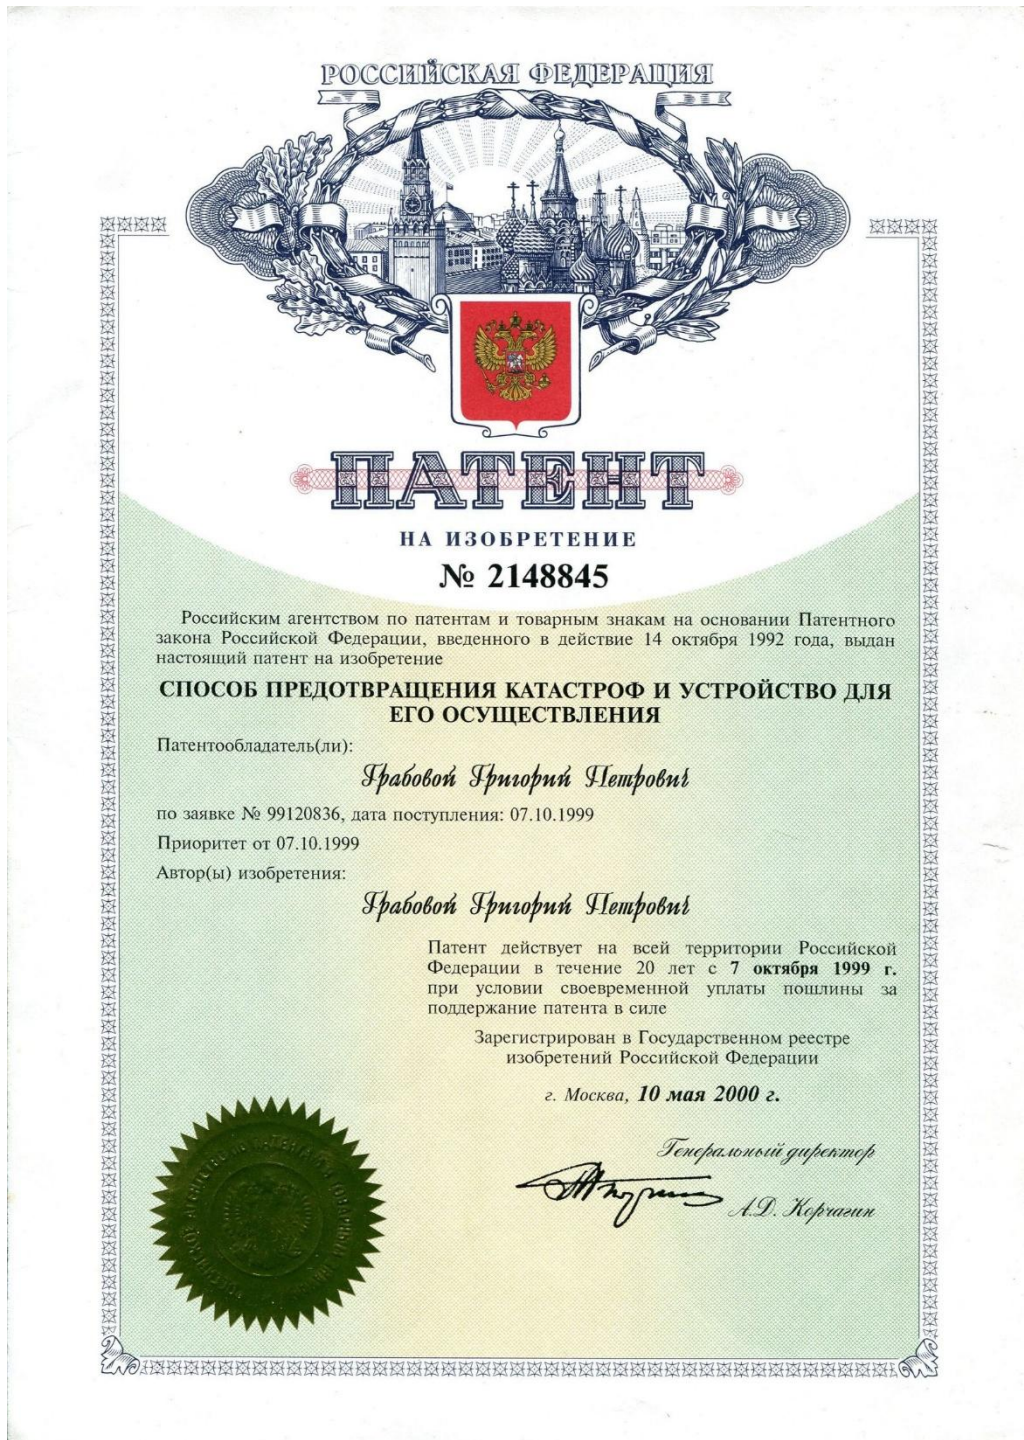 РОССИЙСКАЯ ФЕДЕРАЦИЯ
ПАТЕНТ
НА ИЗОБРЕТЕНИЕ
№ 2148845
Российским агентством по патентам и товарным знакам на основании Патентного
закона Российской Федерации, введенного в действие 14 октября 1992 года, выдан
настоящий патент на изобретение
СПОСОБ ПРЕДОТВРАЩЕНИЯ КАТАСТРОФ И УСТРОЙСТВО ДЛЯ
ЕГО ОСУЩЕСТВЛЕНИЯ
Патентообладатель(ли):
Грабовой Григорий Петрович
по заявке № 99120836, дата поступления: 07.10.1999
Приоритет от 07.10.1999
Автор(ы) изобретения:
Грабовой Григорий Петрович
Патент действует на всей территории Российской
Федерации в течение 20 лет с 7 октября 1999 г.
при условии своевременной уплаты пошлины за
поддержание патента в силе
Зарегистрирован в Государственном реестре
изобретений Российской Федерации
г. Москва, 10 мая 2000 г.
Генеральный директор
А.Д. Корчагин